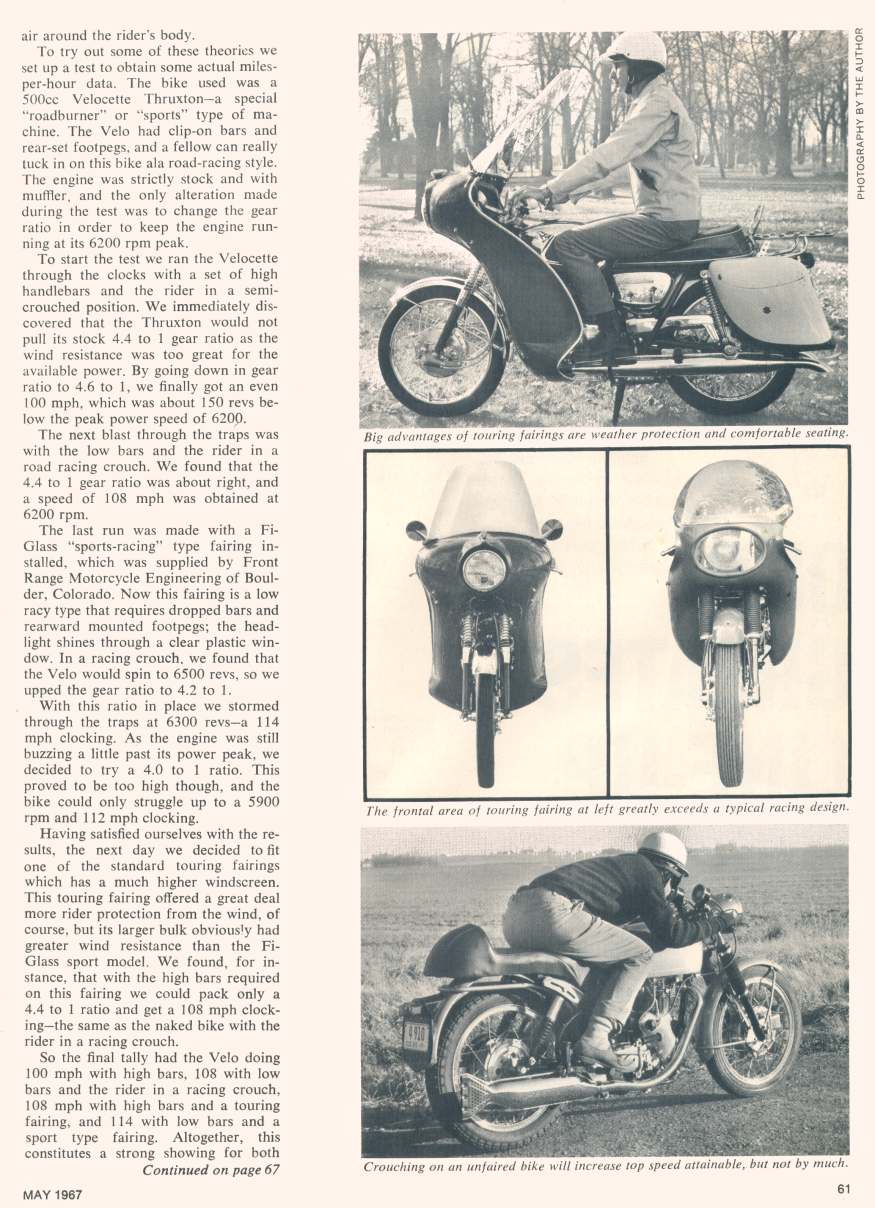 air around the rider's body.
To try out some of these theories we
set up a test to obtain some actual miles-
per-hour data. The bike used was a
500cc Velocette Thruxton—a special
"roadburner" or "sports" type of ma-
chine. The Velo had clip-on bars and
rear-set footpegs, and a fellow can really
tuck in on this bike ala road-racing style.
The engine was strictly stock and with
muffler, and the only alteration made
during the test was to change the gear
ratio in order to keep the engine run-
ning at its 6200 rpm peak.
To start the test we ran the Velocette
through the clocks with a set of high
handlebars and the rider in a semi-
crouched position. We immediately dis-
covered that the Thruxton would not
pull its stock 4.4 to 1 gear ratio as the
wind resistance was too great for the
available power. By going down in gear
ratio to 4.6 to 1, we finally got an even
100 mph, which was about 150 revs be-
low the peak power speed of 6200.
The next blast through the traps was
with the low bars and the rider in a
road racing crouch. We found that the
4.4 to 1 gear ratio was about right, and
a speed of 108 mph was obtained at
6200 rpm.
The last run was made with a Fi-
Glass "sports-racing" type fairing in-
stalled, which was supplied by Front
Range Motorcycle Engineering of Boul-
der, Colorado. Now this fairing is a low
racy type that requires dropped bars and
rearward mounted footpegs; the head-
light shines through a clear plastic win-
dow. In a racing crouch, we found that
the Velo would spin to 6500 revs, so we
upped the gear ratio to 4.2 to 1.
With this ratio in place we stormed
through the traps at 6300 revs—a 114
mph clocking. As the engine was still
buzzing a little past its power peak, we
decided to try a 4.0 to 1 ratio. This
proved to be too high though, and the
bike could only struggle up to a 5900
rpm and 112 mph clocking.
Having satisfied ourselves with the re-
sults, the next day we decided to fit
one of the standard touring fairings
which has a much higher windscreen.
This touring fairing offered a great deal
more rider protection from the wind, of
course, but its larger bulk obviously had
greater wind resistance than the Fi-
Glass sport model. We found, for in-
stance, that with the high bars required
on this fairing we could pack only a
4.4 to 1 ratio and get a 108 mph clock-
ing—the same as the naked bike with the
rider in a racing crouch.
So the final tally had the Velo doing
100 mph with high bars, 108 with low
bars and the rider in a racing crouch,
108 mph with high bars and a touring
fairing, and 114 with low bars and a
sport type fairing. Altogether, this
constitutes a strong showing for both
Continued on page 67
PHOTOGRAPHY BY THE AUTHOR
Big advantages of touring fairings are weather protection and comfortable seating.
The frontal area of touring fairing at left greatly exceeds a typical racing design.
Crouching on an unfaired bike will increase top speed attainable, but not by much.
MAY 1967
61